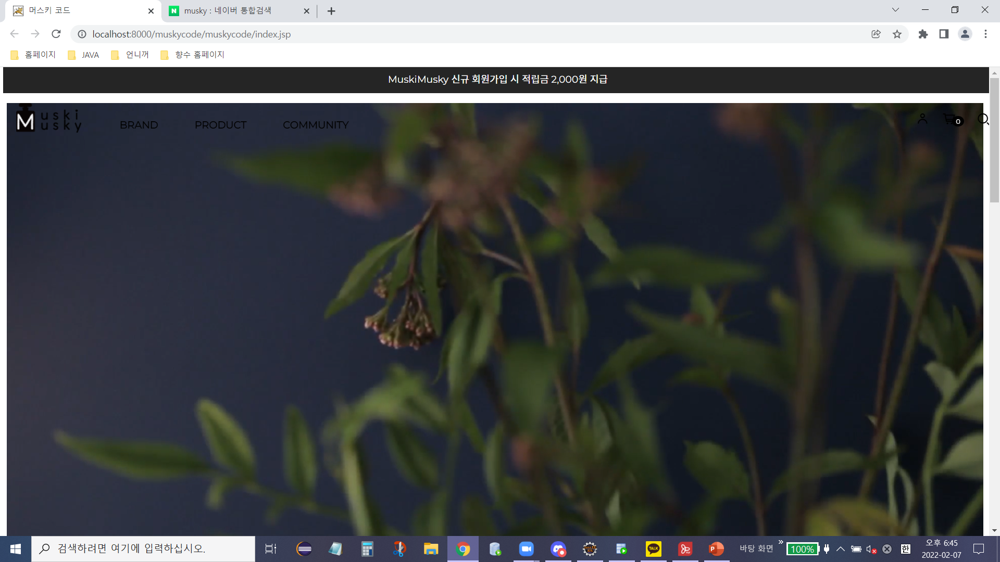 머스키 코드
musky : 네이버 통합검색
localhost:8000/muskycode/muskycode/index.jsp
홈페이지
JAVA
언니꺼
향수 홈페이지
MuskiMusky 신규 회원가입 시 적립금 2,000원 지급
Muski
Musky
BRAND
PRODUCT
COMMUNITY
0
검색하려면 여기에 입력하십시오.
TALK
바탕 화면
100%
한
오후 6:45
2022-02-07